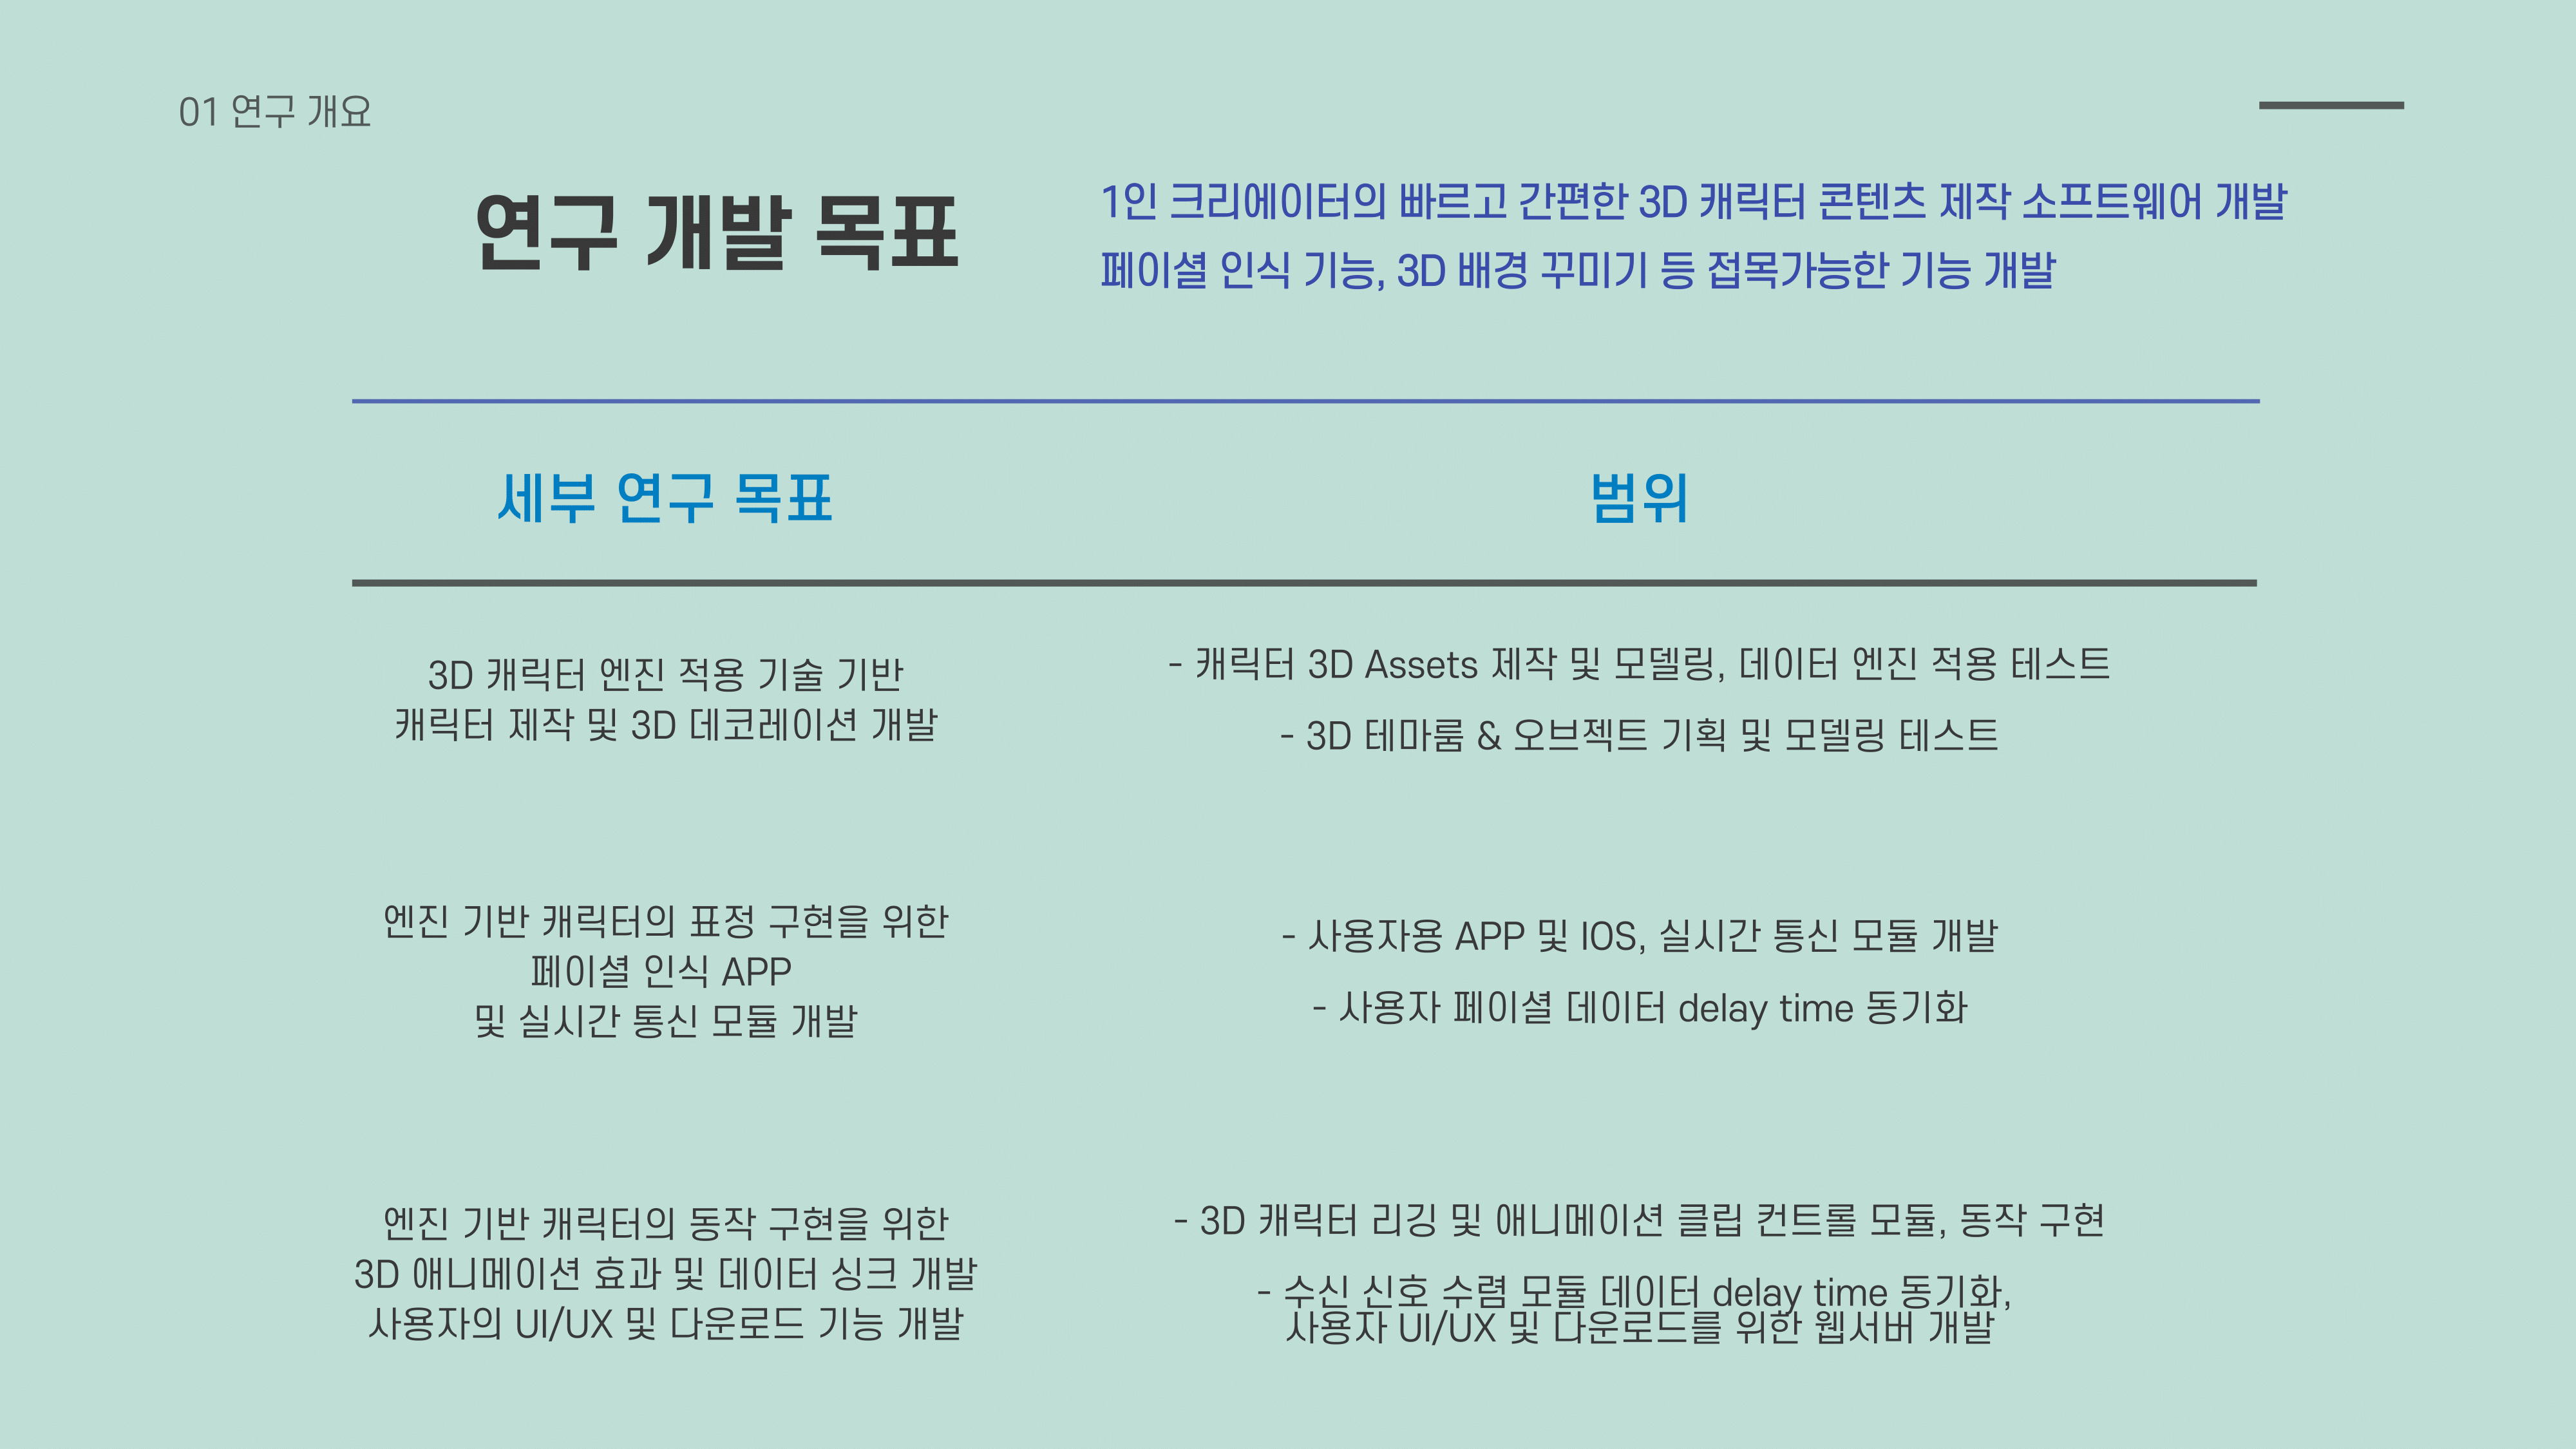 01 연구 개요
연구 개발 목표
1인 크리에이터의 빠르고 간편한 3D 캐릭터 콘텐츠 제작 소프트웨어 개발
페이셜 인식 기능, 3D 배경 꾸미기 등 접목가능한 기능 개발
세부 연구 목표
범위
3D 캐릭터 엔진 적용 기술 기반
캐릭터 제작 및 3D 데코레이션 개발
- 캐릭터 3D Assets 제작 및 모델링, 데이터 엔진 적용 테스트
- 3D 테마룸 & 오브젝트 기획 및 모델링 테스트
엔진 기반 캐릭터의 표정 구현을 위한
페이셜 인식 APP
및 실시간 통신 모듈 개발
- 사용자용 APP 및 IOS, 실시간 통신 모듈 개발
- 사용자 페이셜 데이터 delay time 동기화
엔진 기반 캐릭터의 동작 구현을 위한
3D 애니메이션 효과 및 데이터 싱크 개발
사용자의 UI/UX 및 다운로드 기능 개발
- 3D 캐릭터 리깅 및 애니메이션 클립 컨트롤 모듈, 동작 구현
- 수신 신호 수렴 모듈 데이터 delay time 동기화,
사용자 UI/UX 및 다운로드를 위한 웹서버 개발